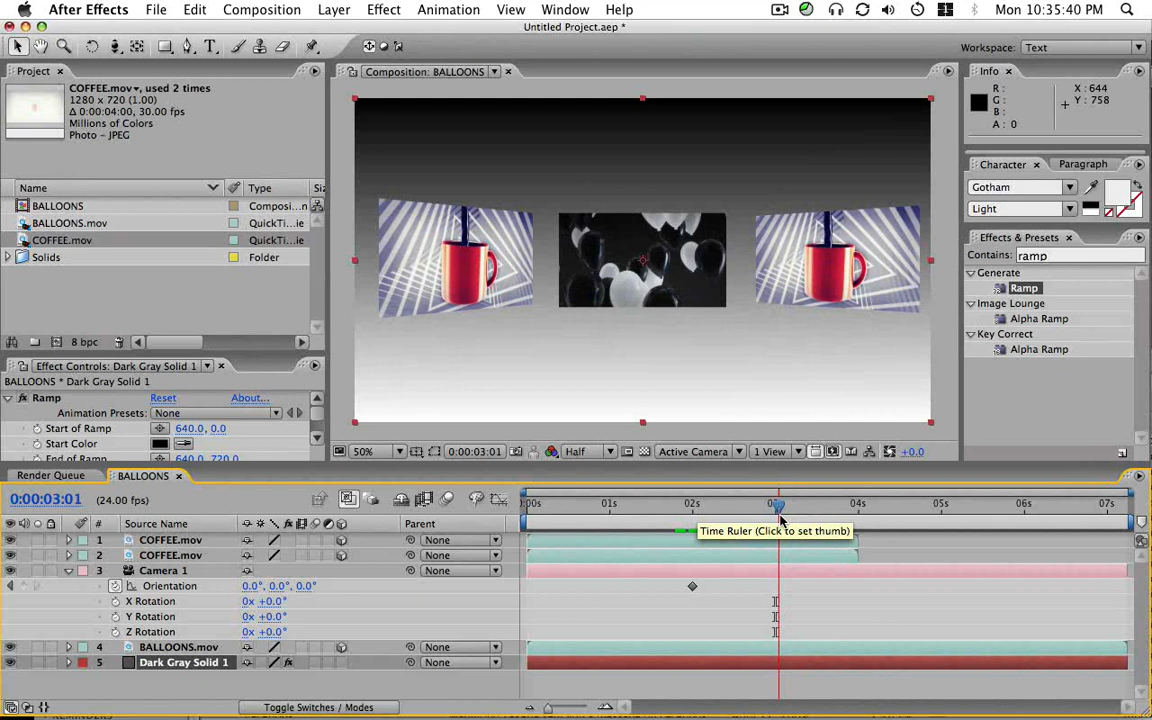 After Effects File Edit Composition Layer Effect Animation View Window Help Mon 10:35:40 PM
Untitled Project.aep *
Workspace: Text
Project Composition: BALLOONS Info
COFFEE.mov, used 2 times
1280 x 720 (1.00)
Δ 0:00:04:00, 30.00 fps
Millions of Colors
Photo - JPEG
R :
G :
B :
A : 0
X : 644
Y : 758
Character Paragraph
Gotham
Light
Name Type Siz
BALLOONS Composi...n
BALLOONS.mov QuickTi...ie
COFFEE.mov QuickTi...ie
Solids Folder
Effects & Presets
Contains: ramp
Generate
Ramp
Image Lounge
Alpha Ramp
Key Correct
Alpha Ramp
8 bpc
Effect Controls: Dark Gray Solid 1
BALLOONS * Dark Gray Solid 1
Ramp Reset About...
Animation Presets: None
Start of Ramp 640.0, 0.0
Start Color
End of Ramp 640.0, 720.0
50% 0:00:03:01 Half Active Camera 1 View +0.0
Render Queue BALLOONS
0:00:03:01 (24.00 fps)
:00s 01s 02s 03s 04s 05s 06s 07s
# Source Name Parent
Time Ruler (Click to set thumb)
1 COFFEE.mov None
2 COFFEE.mov None
3 Camera 1 None
Orientation 0.0°, 0.0°, 0.0°
X Rotation 0x +0.0°
Y Rotation 0x +0.0°
Z Rotation 0x +0.0°
4 BALLOONS.mov None
5 Dark Gray Solid 1 None
Toggle Switches / Modes